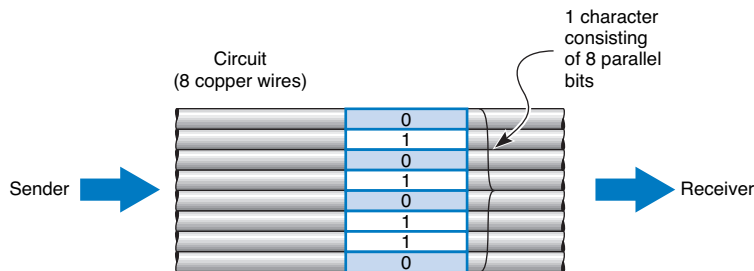 1 character
consisting
of 8 parallel
bits
Circuit
(8 copper wires)
0
1
0
1
0
1
1
0
Sender
Receiver